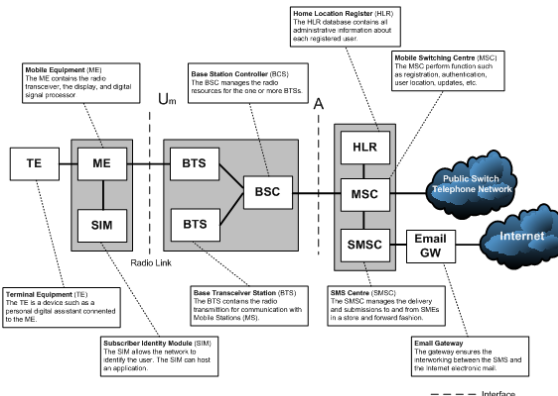 Home Location Register (HLR)
The HLR database contains all
administrative information about
each registered user.
Mobile Equipment (ME)
The ME contains the radio
transceiver, the display, and digital
signal processor
Base Station Controller (BCS)
The BSC manages the radio
resources for the one or more BTSs.
Mobile Switching Centre (MSC)
The MSC perform function such
as registration, authentication,
user location, updates, etc.
Um
A
TE
ME
SIM
BTS
BTS
BSC
HLR
MSC
SMSC
Public Switch
Telephone Network
Email
GW
Internet
Radio Link
Terminal Equipment (TE)
The TE is a device such as a
personal digital assistant connented
to the ME.
Base Transceiver Station (BTS)
The BTS contains the radio
transmittion for communication with
Mobile Stations (MS).
SMS Centre (SMSC)
The SMSC manages the delivery
and submissions to and from SMEs
in a store and forward fashion.
Subscriber Identity Module (SIM)
The SIM allows the network to
identify the user. The SIM can host
an application.
Email Gateway
The gateway ensures the
interworking between the SMS and
the Internet electronic mail.
Interface